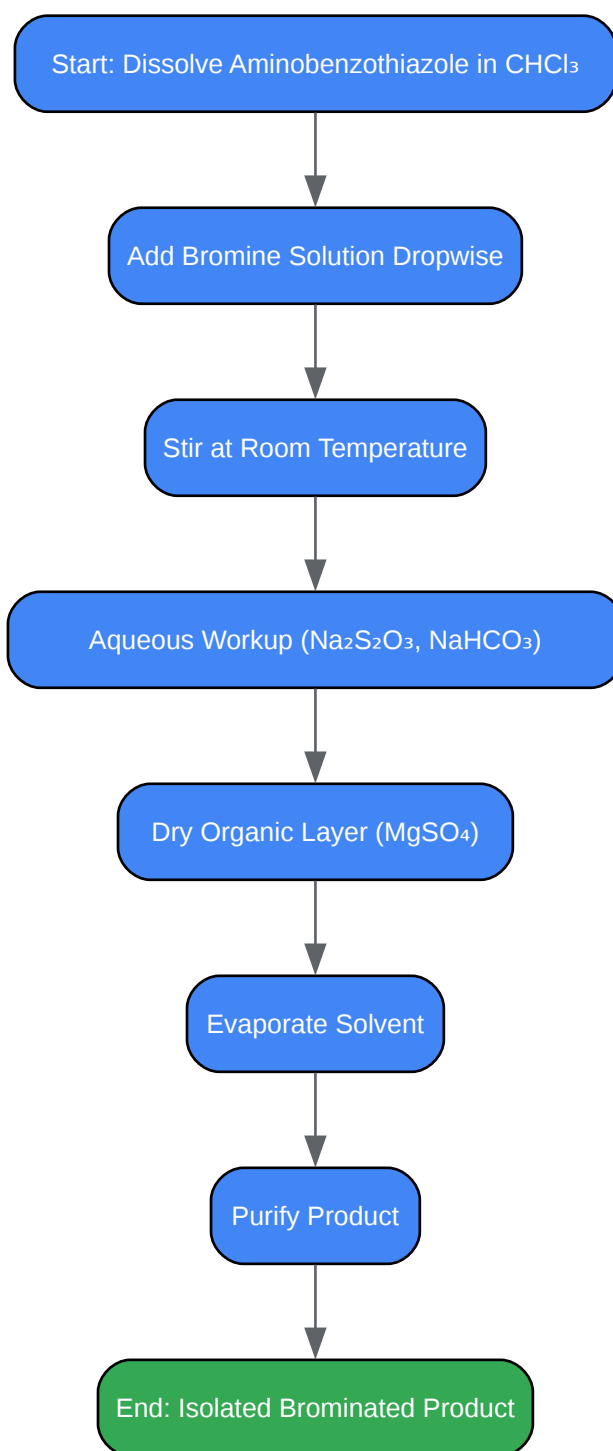 Start: Dissolve Aminobenzothiazole in CHCl₃
Add Bromine Solution Dropwise
Stir at Room Temperature
Aqueous Workup (Na₂S₂O₃, NaHCO₃)
Dry Organic Layer (MgSO₄)
Evaporate Solvent
Purify Product
End: Isolated Brominated Product